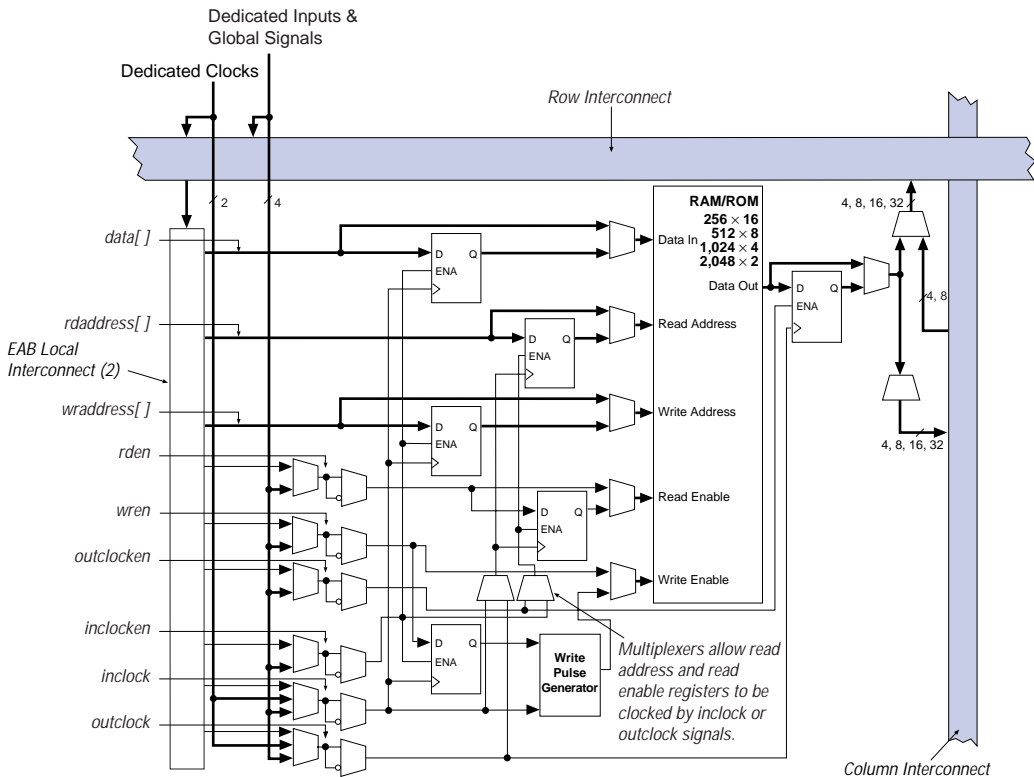 Dedicated Inputs &
Global Signals
Dedicated Clocks
Row Interconnect
2
4
4, 8, 16, 32
RAM/ROM
256 × 16
512 × 8
1,024 × 4
2,048 × 2
data[ ]
D Q
ENA
Data In
Data Out
D Q
ENA
4, 8
rdaddress[ ]
D Q
ENA
Read Address
EAB Local
Interconnect (2)
wraddress[ ]
D Q
ENA
Write Address
4, 8, 16, 32
rden
D Q
ENA
Read Enable
wren
outclocken
Write Enable
inclocken
D Q
ENA
Write
Pulse
Generator
Multiplexers allow read
address and read
enable registers to be
clocked by inclock or
outclock signals.
inclock
outclock
Column Interconnect